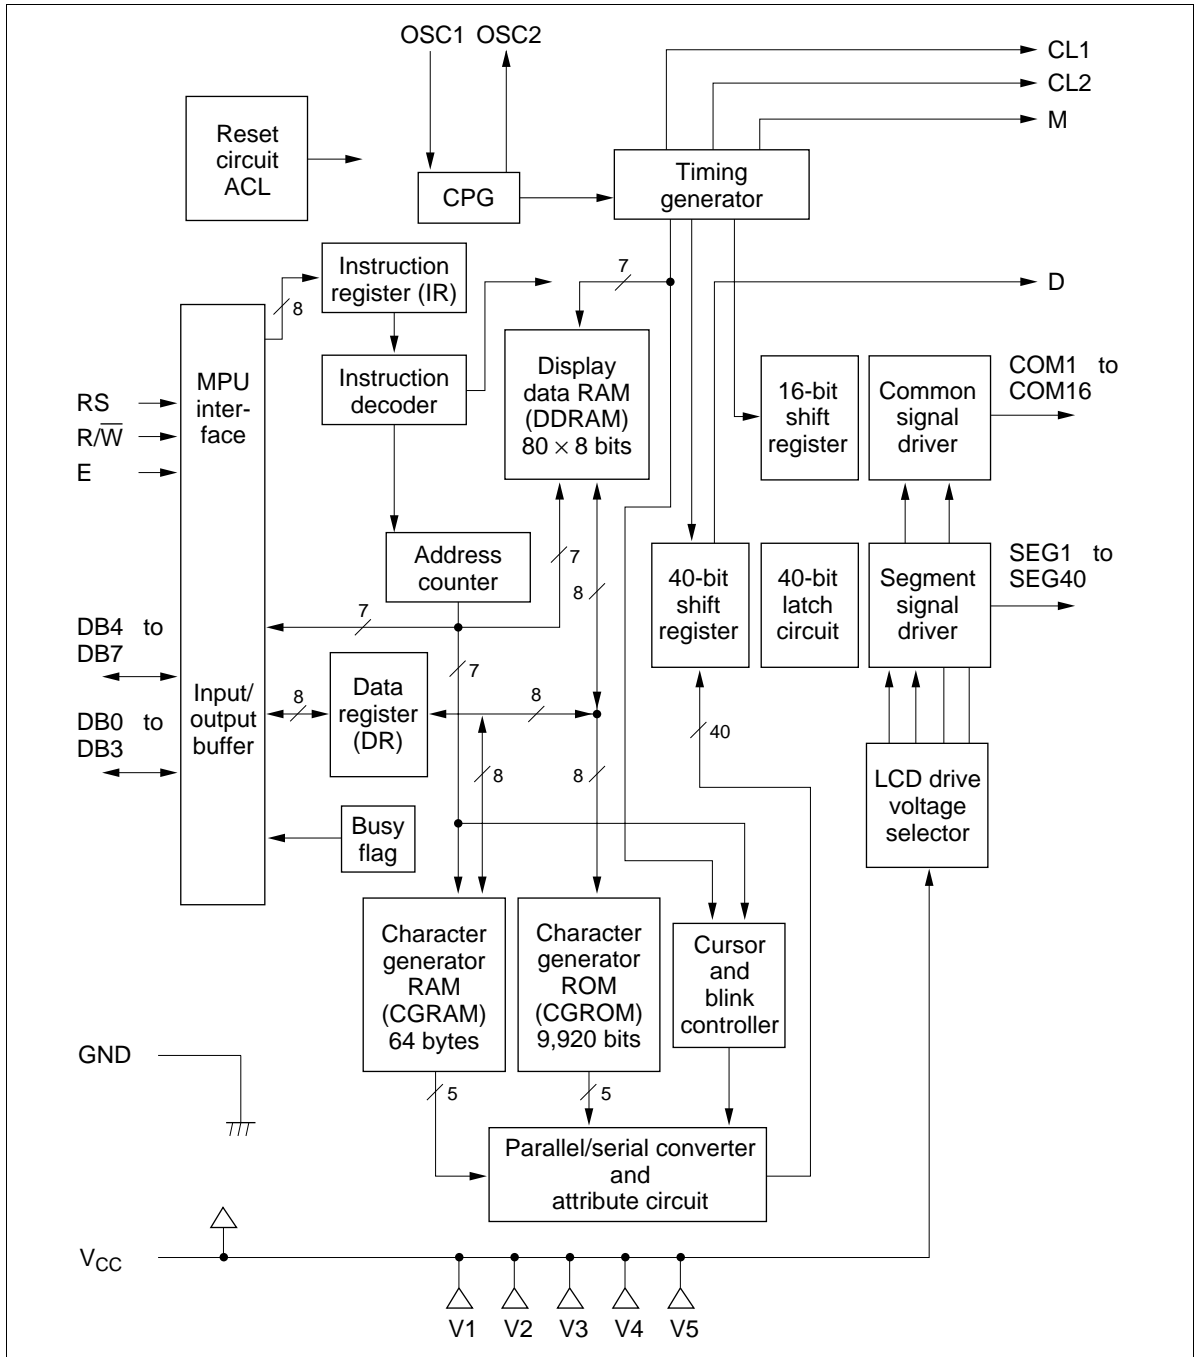 OSC1 OSC2
CL1
CL2
M
Reset
circuit
ACL
CPG
Timing
generator
Instruction
register (IR)
8
7
D
MPU
inter-
face
Instruction
decoder
Display
data RAM
(DDRAM)
80 × 8 bits
16-bit
shift
register
Common
signal
driver
COM1 to
COM16
RS
R/W̅
E
Address
counter
7
8
40-bit
shift
register
40-bit
latch
circuit
Segment
signal
driver
SEG1 to
SEG40
7
7
DB4 to
DB7
Input/
output
buffer
8
Data
register
(DR)
8
40
DB0 to
DB3
8
8
LCD drive
voltage
selector
Busy
flag
Character
generator
RAM
(CGRAM)
64 bytes
Character
generator
ROM
(CGROM)
9,920 bits
Cursor
and
blink
controller
GND
5
5
Parallel/serial converter
and
attribute circuit
VCC
V1 V2 V3 V4 V5